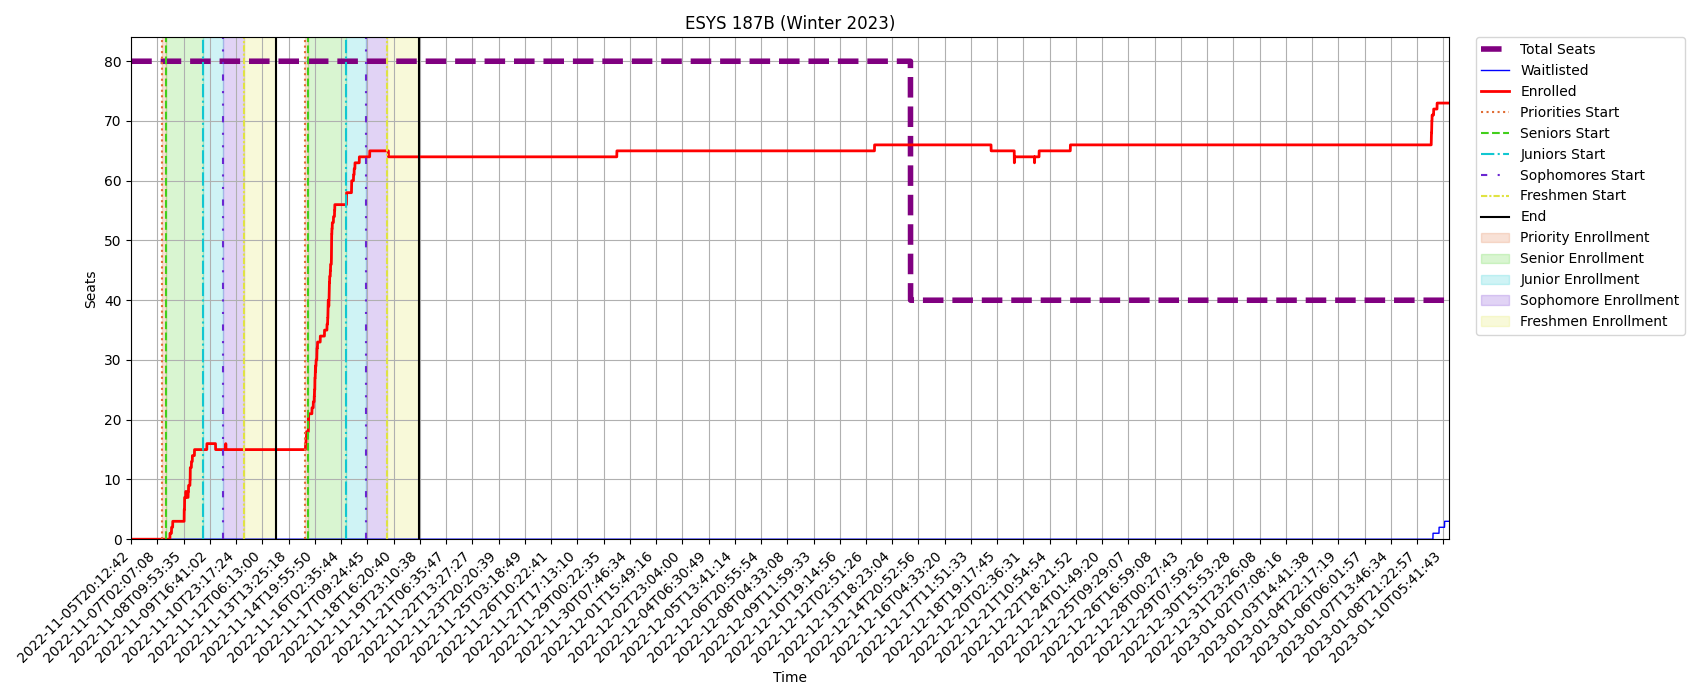 ESYS 187B (Winter 2023)
Seats
80
70
60
50
40
30
20
10
0
2022-11-05T20:12:42
2022-11-07T02:07:08
2022-11-08T09:53:35
2022-11-09T16:41:02
2022-11-10T23:17:24
2022-11-12T06:13:00
2022-11-13T13:25:18
2022-11-14T19:55:50
2022-11-16T02:35:44
2022-11-17T09:24:45
2022-11-18T16:20:40
2022-11-19T23:10:38
2022-11-21T06:35:47
2022-11-22T13:27:27
2022-11-23T20:20:39
2022-11-25T03:18:49
2022-11-26T10:22:41
2022-11-27T17:13:10
2022-11-29T00:22:35
2022-11-30T07:46:34
2022-12-01T15:49:16
2022-12-02T23:04:00
2022-12-04T06:30:49
2022-12-05T13:41:14
2022-12-06T20:55:54
2022-12-08T04:33:08
2022-12-09T11:59:33
2022-12-10T19:14:56
2022-12-12T02:51:26
2022-12-13T18:23:04
2022-12-14T20:52:56
2022-12-16T04:33:20
2022-12-17T11:51:33
2022-12-18T19:17:45
2022-12-20T02:36:31
2022-12-21T10:54:54
2022-12-22T18:21:52
2022-12-24T01:49:20
2022-12-25T09:29:07
2022-12-26T16:59:08
2022-12-28T00:27:43
2022-12-29T07:59:26
2022-12-30T15:53:28
2022-12-31T23:26:08
2023-01-02T07:08:16
2023-01-03T14:41:38
2023-01-04T22:17:19
2023-01-06T06:01:57
2023-01-07T13:46:34
2023-01-08T21:22:57
2023-01-10T05:41:43
Time
Total Seats
Waitlisted
Enrolled
Priorities Start
Seniors Start
Juniors Start
Sophomores Start
Freshmen Start
End
Priority Enrollment
Senior Enrollment
Junior Enrollment
Sophomore Enrollment
Freshmen Enrollment